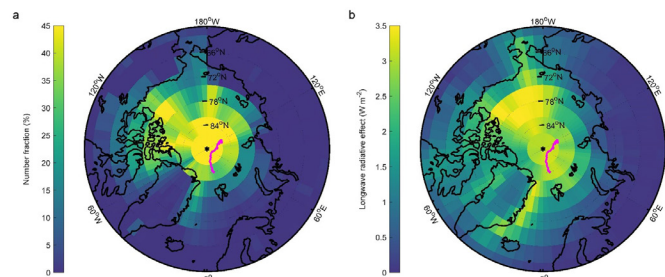 a
b
180°W
180°W
45
40
35
30
25
20
15
10
5
0
Number fraction (%)
120°W
120°E
60°W
60°E
66°N
72°N
78°N
84°N
3.5
3
2.5
2
1.5
1
0.5
0
Longwave radiative effect (W m⁻²)
120°W
120°E
60°W
60°E
66°N
72°N
78°N
84°N